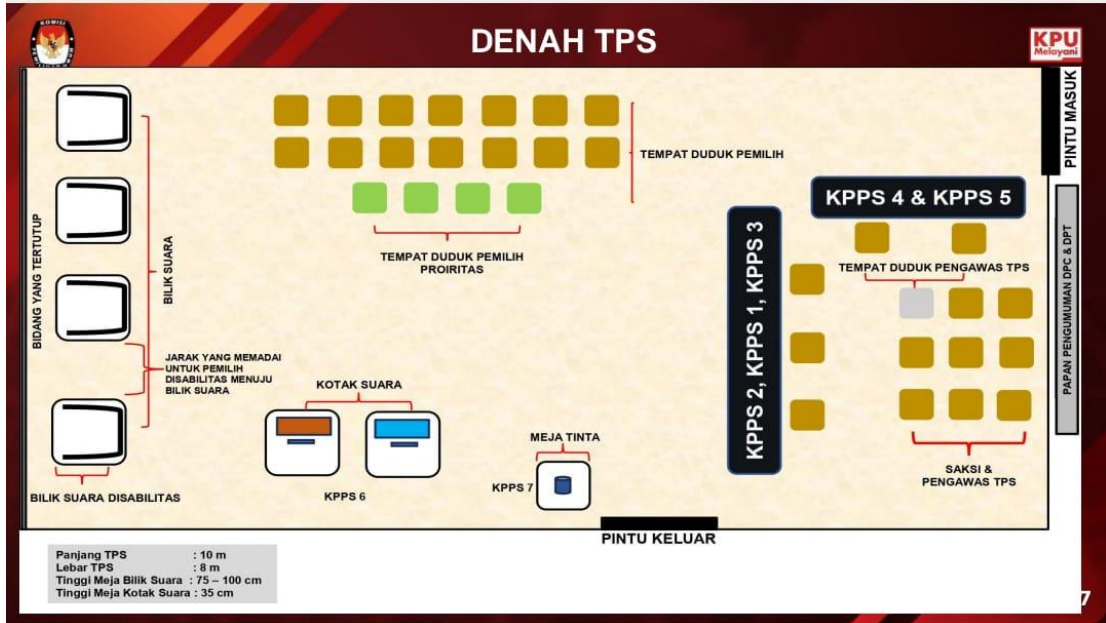 KOMISI
DENAH TPS
KPU
Melayani
PINTU MASUK
TEMPAT DUDUK PEMILIH
KPPS 4 & KPPS 5
TEMPAT DUDUK PEMILIH
PROIRITAS
TEMPAT DUDUK PENGAWAS TPS
BIDANG YANG TERTUTUP
BILIK SUARA
KPPS 2, KPPS 1, KPPS 3
PAPAN PENGUMUMAN DPC & DPT
JARAK YANG MEMADAI
UNTUK PEMILIH
DISABILITAS MENUJU
BILIK SUARA
KOTAK SUARA
MEJA TINTA
SAKSI &
PENGAWAS TPS
BILIK SUARA DISABILITAS
KPPS 6
KPPS 7
PINTU KELUAR
Panjang TPS : 10 m
Lebar TPS : 8 m
Tinggi Meja Bilik Suara : 75 – 100 cm
Tinggi Meja Kotak Suara : 35 cm
7